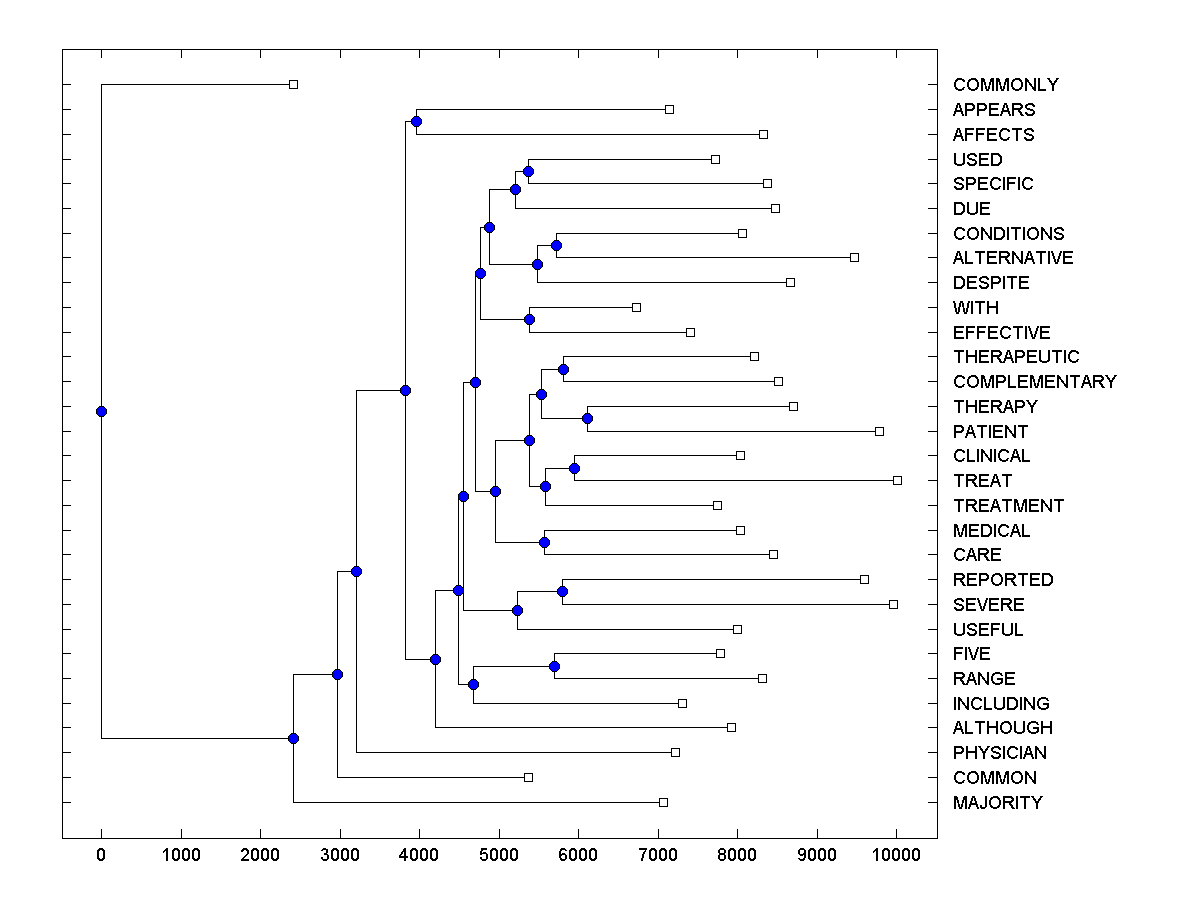 COMMONLY
APPEARS
AFFECTS
USED
SPECIFIC
DUE
CONDITIONS
ALTERNATIVE
DESPITE
WITH
EFFECTIVE
THERAPEUTIC
COMPLEMENTARY
THERAPY
PATIENT
CLINICAL
TREAT
TREATMENT
MEDICAL
CARE
REPORTED
SEVERE
USEFUL
FIVE
RANGE
INCLUDING
ALTHOUGH
PHYSICIAN
COMMON
MAJORITY
0 1000 2000 3000 4000 5000 6000 7000 8000 9000 10000